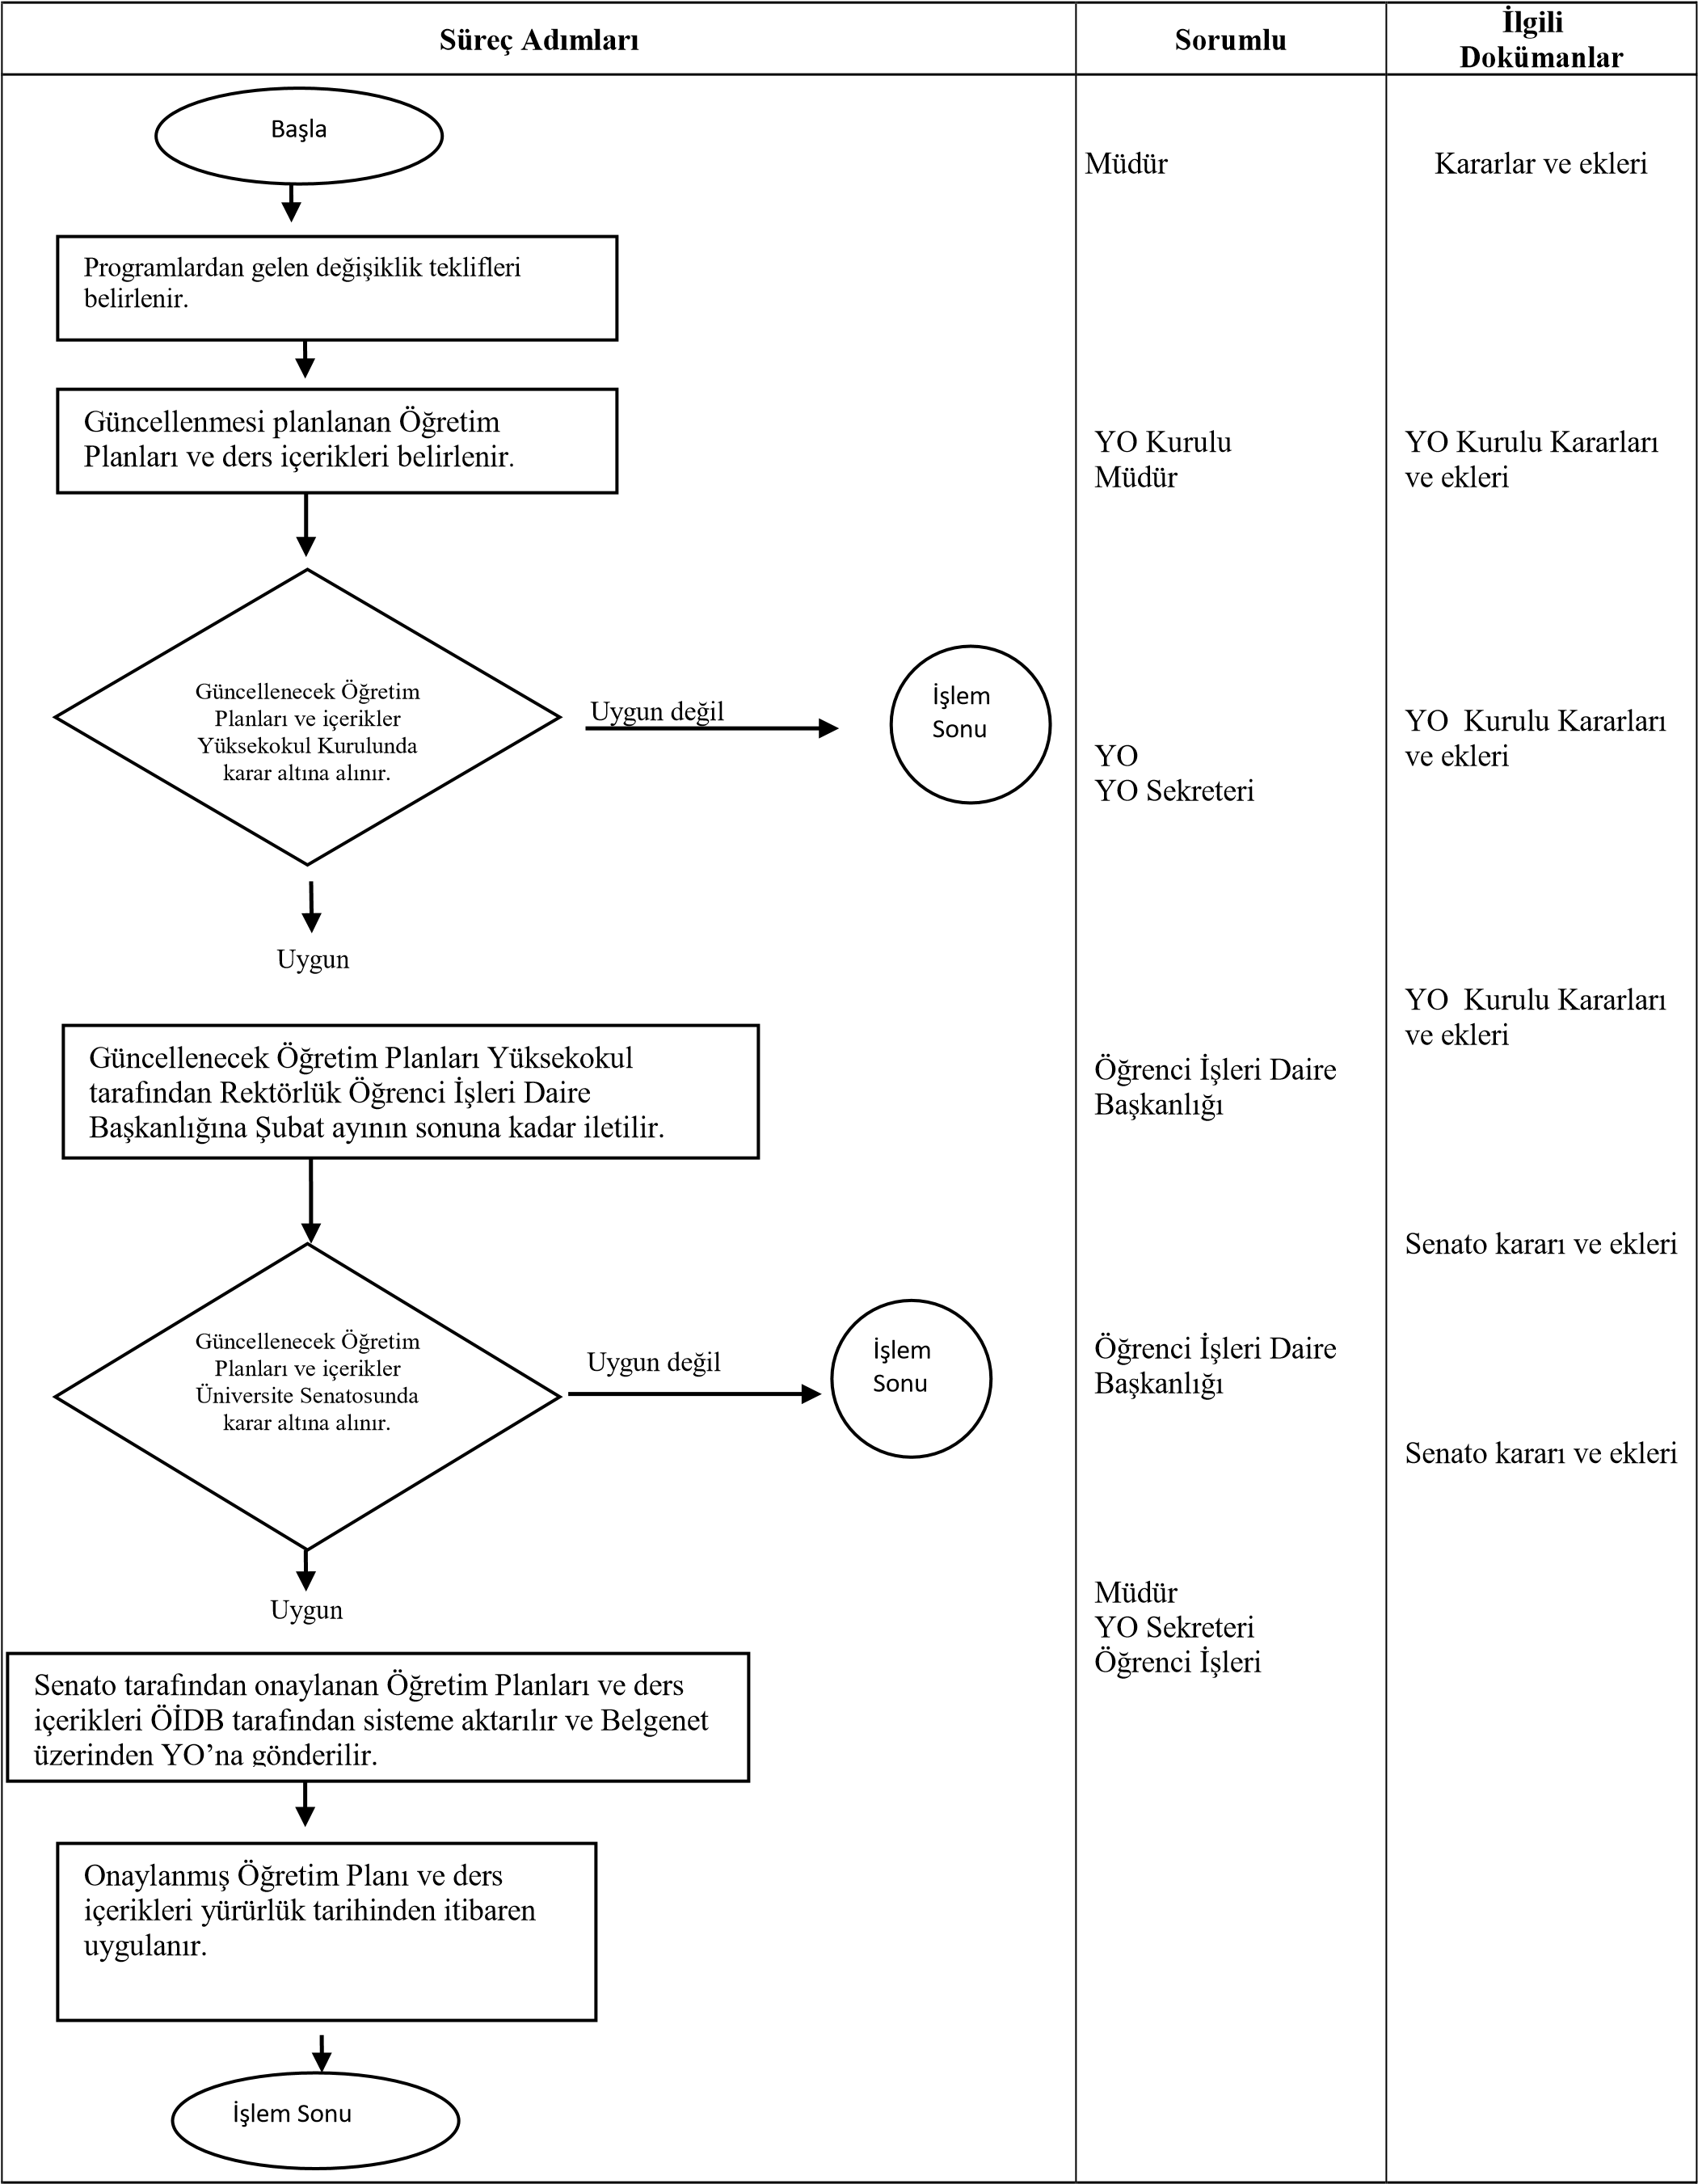 Süreç Adımları
Sorumlu
İlgili
Dokümanlar
Başla
Müdür
Kararlar ve ekleri
Programlardan gelen değişiklik teklifleri
belirlenir.
Güncellenmesi planlanan Öğretim
Planları ve ders içerikleri belirlenir.
YO Kurulu
Müdür
YO Kurulu Kararları
ve ekleri
Güncellenecek Öğretim
Planları ve içerikler
Yüksekokul Kurulunda
karar altına alınır.
Uygun değil
İşlem
Sonu
YO
YO Sekreteri
YO  Kurulu Kararları
ve ekleri
Uygun
YO  Kurulu Kararları
ve ekleri
Güncellenecek Öğretim Planları Yüksekokul
tarafından Rektörlük Öğrenci İşleri Daire
Başkanlığına Şubat ayının sonuna kadar iletilir.
Öğrenci İşleri Daire
Başkanlığı
Senato kararı ve ekleri
Güncellenecek Öğretim
Planları ve içerikler
Üniversite Senatosunda
karar altına alınır.
Uygun değil
İşlem
Sonu
Öğrenci İşleri Daire
Başkanlığı
Senato kararı ve ekleri
Uygun
Müdür
YO Sekreteri
Öğrenci İşleri
Senato tarafından onaylanan Öğretim Planları ve ders
içerikleri ÖİDB tarafından sisteme aktarılır ve Belgenet
üzerinden YO’na gönderilir.
Onaylanmış Öğretim Planı ve ders
içerikleri yürürlük tarihinden itibaren
uygulanır.
İşlem Sonu